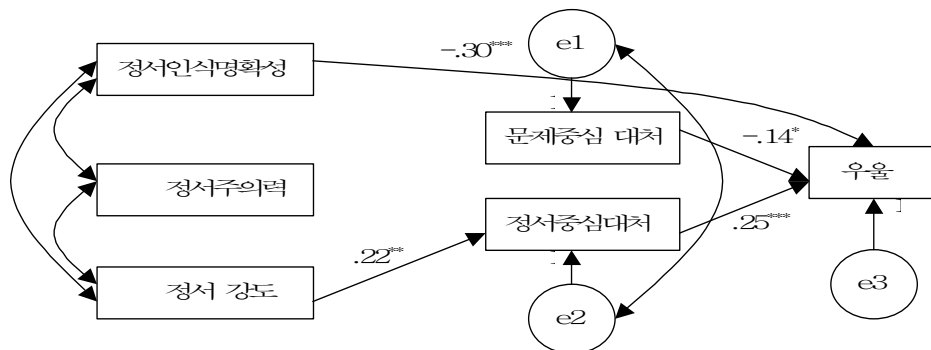 e1
-.30***
정서인식명확성
문제중심 대처
-.14*
우울
정서주의력
정서중심대처
.25***
.22**
정서 강도
e2
e3